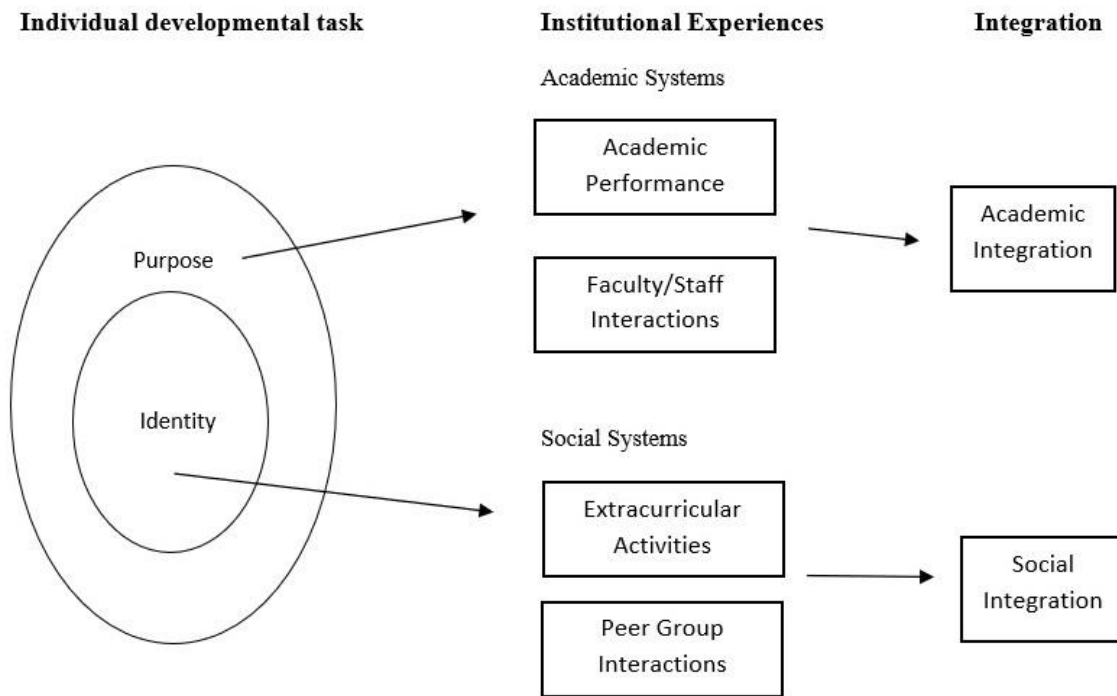 Individual developmental task
Institutional Experiences
Integration
Academic Systems
Academic
Performance
Faculty/Staff
Interactions
Academic
Integration
Purpose
Identity
Social Systems
Extracurricular
Activities
Peer Group
Interactions
Social
Integration